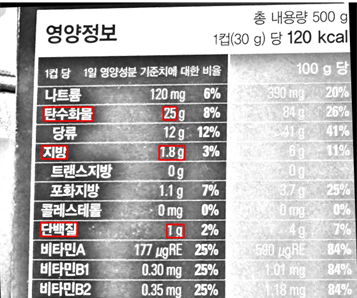 영양정보
총 내용량 500 g
1컵(30 g) 당 120 kcal
1컵 당 1일 영양성분 기준치에 대한 비율 100 g 당
나트륨 120 mg 6% 390 mg 20%
탄수화물 25 g 8% 84 g 26%
당류 12 g 12% 41 g 41%
지방 1.8 g 3% 6 g 11%
트랜스지방 0 g 0 g
포화지방 1.1 g 7% 3.7 g 25%
콜레스테롤 0 mg 0% 0 mg 0%
단백질 1 g 2% 4 g 7%
비타민A 177 µgRE 25% 590 µgRE 84%
비타민B1 0.30 mg 25% 1.01 mg 84%
비타민B2 0.35 mg 25% 1.18 mg 84%